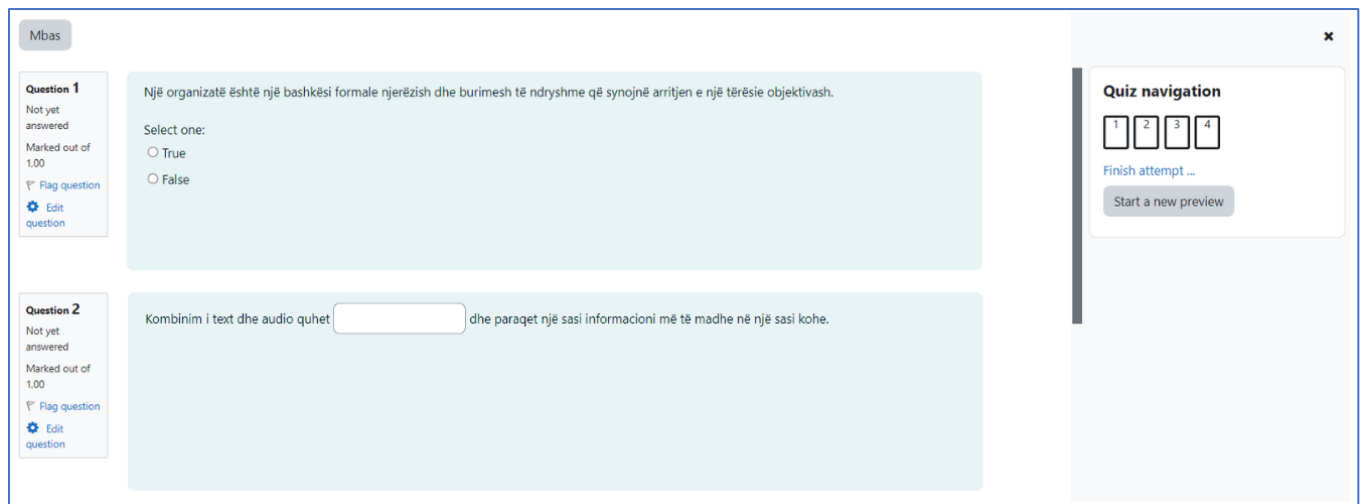 Mbas
Question 1
Not yet
answered
Marked out of
1.00
Flag question
Edit
question
Një organizatë është një bashkësi formale njerëzish dhe burimesh të ndryshme që synojnë arritjen e një tërësie objektivash.
Select one:
True
False
Question 2
Not yet
answered
Marked out of
1.00
Flag question
Edit
question
Kombinim i text dhe audio quhet dhe paraqet një sasi informacioni më të madhe në një sasi kohe.
Quiz navigation
1 2 3 4
Finish attempt ...
Start a new preview